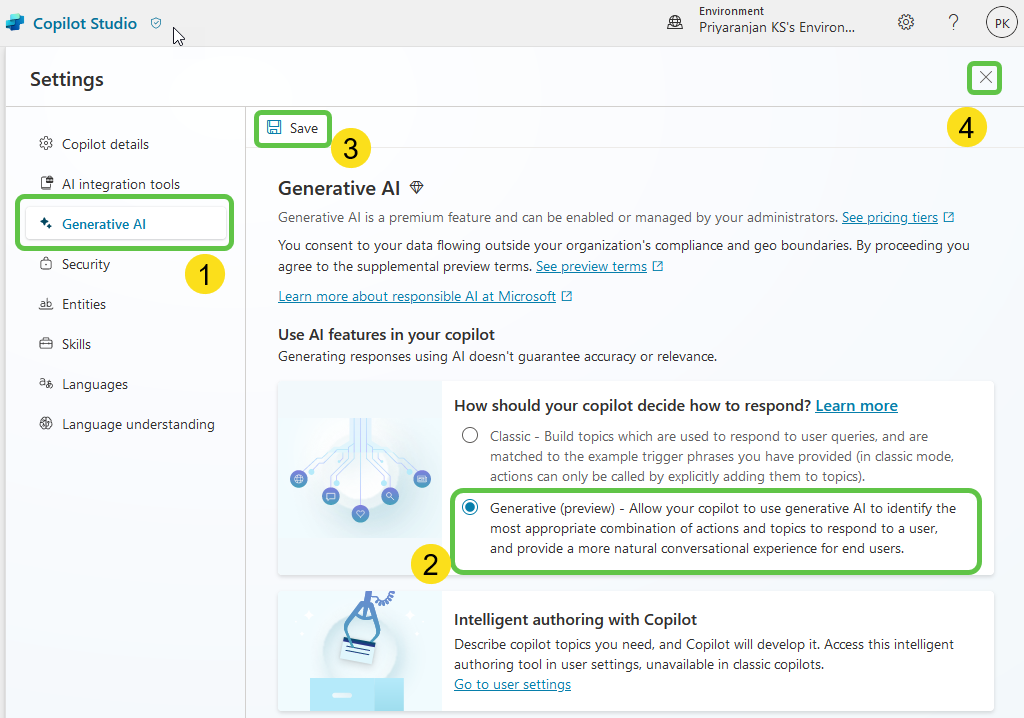 Copilot Studio
Environment
Priyaranjan KS's Environ...
?
PK
Settings
Copilot details
AI integration tools
Generative AI
1
Security
ab Entities
Skills
Languages
Language understanding
Save
3
4
Generative AI
Generative AI is a premium feature and can be enabled or managed by your administrators. See pricing tiers
You consent to your data flowing outside your organization's compliance and geo boundaries. By proceeding you
agree to the supplemental preview terms. See preview terms
Learn more about responsible AI at Microsoft
Use AI features in your copilot
Generating responses using AI doesn't guarantee accuracy or relevance.
How should your copilot decide how to respond? Learn more
Classic - Build topics which are used to respond to user queries, and are
matched to the example trigger phrases you have provided (in classic mode,
actions can only be called by explicitly adding them to topics).
Generative (preview) - Allow your copilot to use generative AI to identify the
most appropriate combination of actions and topics to respond to a user,
and provide a more natural conversational experience for end users.
2
Intelligent authoring with Copilot
Describe copilot topics you need, and Copilot will develop it. Access this intelligent
authoring tool in user settings, unavailable in classic copilots.
Go to user settings